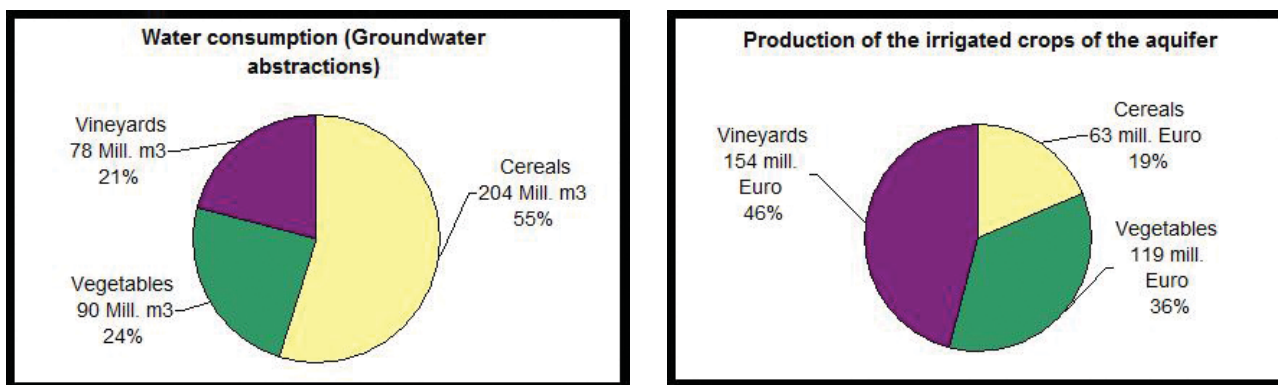 Water consumption (Groundwater
abstractions)
Vineyards
78 Mill. m3
21%
Cereals
204 Mill. m3
55%
Vegetables
90 Mill. m3
24%
Production of the irrigated crops of the aquifer
Cereals
63 mill. Euro
19%
Vineyards
154 mill.
Euro
46%
Vegetables
119 mill.
Euro
36%